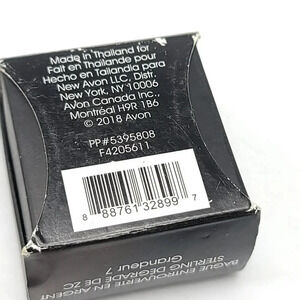 Made in Thailand for
Fait en Thaïlande pour
Hecho en Tailandia para
New Avon LLC, Distr.
New York, NY 10006
Avon Canada Inc.,
Montréal H9R 1B6
© 2018 Avon
PP#5395808
F4205611
8 88761 32899 7
BAGUE ENTROUVERTE EN ARGENT
STERLING DÉGRADÉ DE ZC
Grandeur 7